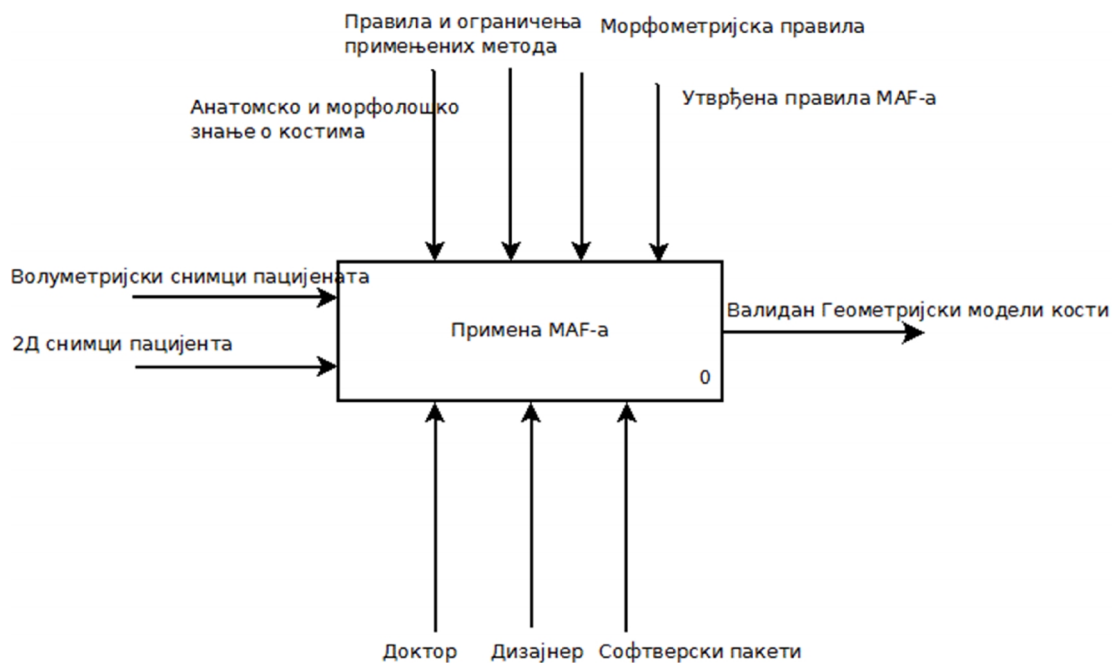 Правила и ограничења
примењених метода
Морфометријска правила
Утврђена правила MAF-а
Анатомско и морфолошко
знање о костима
Волуметријски снимци пацијената
2Д снимци пацијента
Примена MAF-а
0
Валидан Геометријски модели кости
Доктор
Дизајнер
Софтверски пакети